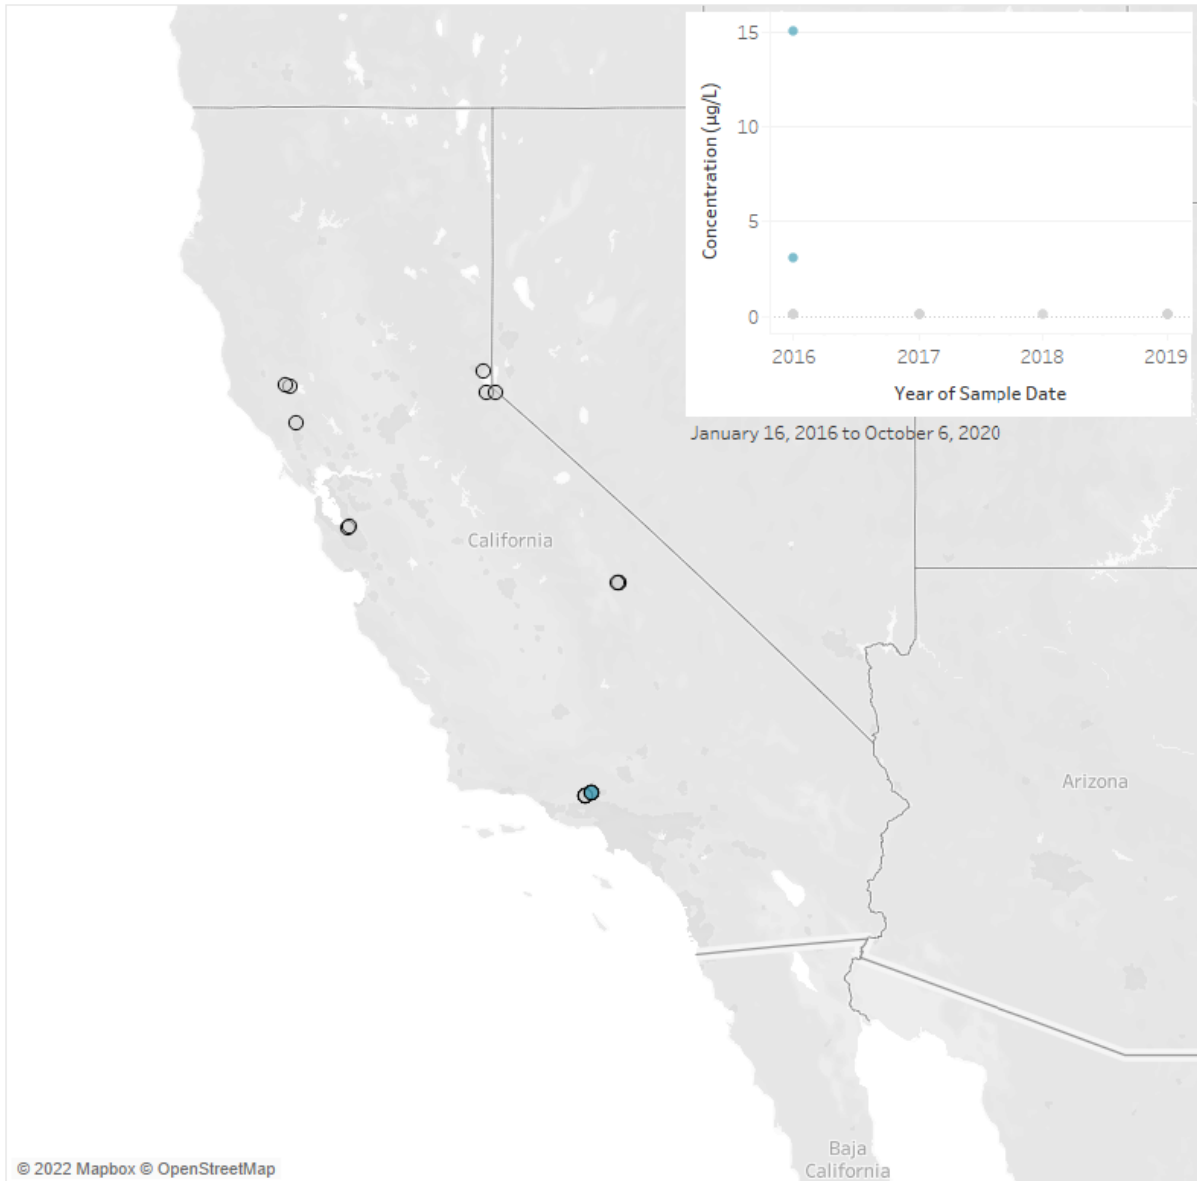 15
10
5
0
Concentration (µg/L)
2016 2017 2018 2019
Year of Sample Date
January 16, 2016 to October 6, 2020
California
Arizona
Baja
California
© 2022 Mapbox © OpenStreetMap